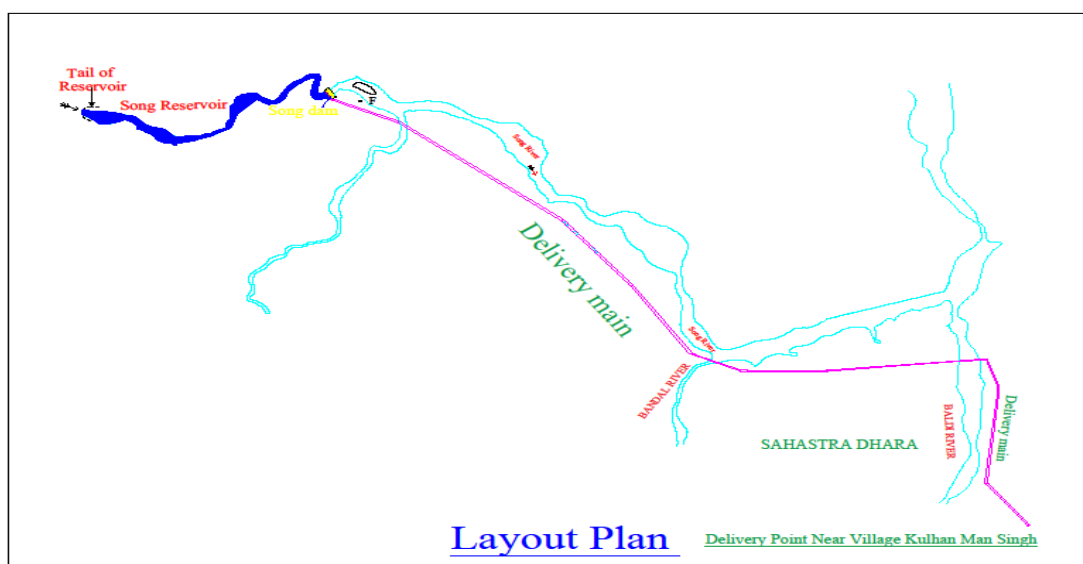 Tail of
Reservoir
Song Reservoir
Song dam
F
Song River
Delivery main
Song River
BANDAL RIVER
SAHASTRA DHARA
BALDI RIVER
Delivery main
Layout Plan
Delivery Point Near Village Kulhan Man Singh